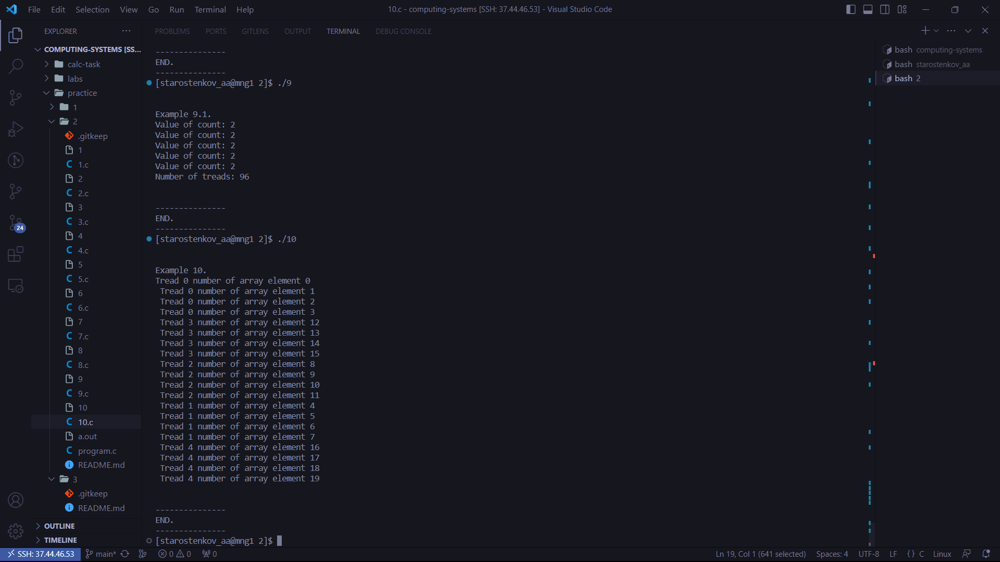 File Edit Selection View Go Run Terminal Help
10.c - computing-systems [SSH: 37.44.46.53] - Visual Studio Code
EXPLORER
COMPUTING-SYSTEMS [SS...
calc-task
labs
practice
1
2
.gitkeep
1
1.c
2
2.c
3
3.c
4
4.c
5
5.c
6
6.c
7
7.c
8
8.c
9
9.c
10
10.c
a.out
program.c
README.md
3
.gitkeep
README.md
OUTLINE
TIMELINE
24
PROBLEMS PORTS GITLENS OUTPUT TERMINAL DEBUG CONSOLE
---------------
END.
---------------
[starostenkov_aa@mng1 2]$ ./9
Example 9.1.
Value of count: 2
Value of count: 2
Value of count: 2
Value of count: 2
Value of count: 2
Number of treads: 96
---------------
END.
---------------
[starostenkov_aa@mng1 2]$ ./10
Example 10.
Tread 0 number of array element 0
Tread 0 number of array element 1
Tread 0 number of array element 2
Tread 0 number of array element 3
Tread 3 number of array element 12
Tread 3 number of array element 13
Tread 3 number of array element 14
Tread 3 number of array element 15
Tread 2 number of array element 8
Tread 2 number of array element 9
Tread 2 number of array element 10
Tread 2 number of array element 11
Tread 1 number of array element 4
Tread 1 number of array element 5
Tread 1 number of array element 6
Tread 1 number of array element 7
Tread 4 number of array element 16
Tread 4 number of array element 17
Tread 4 number of array element 18
Tread 4 number of array element 19
---------------
END.
---------------
[starostenkov_aa@mng1 2]$
bash computing-systems
bash starostenkov_aa
bash 2
SSH: 37.44.46.53 main* 0 0 0
Ln 19, Col 1 (641 selected) Spaces: 4 UTF-8 LF {} C Linux